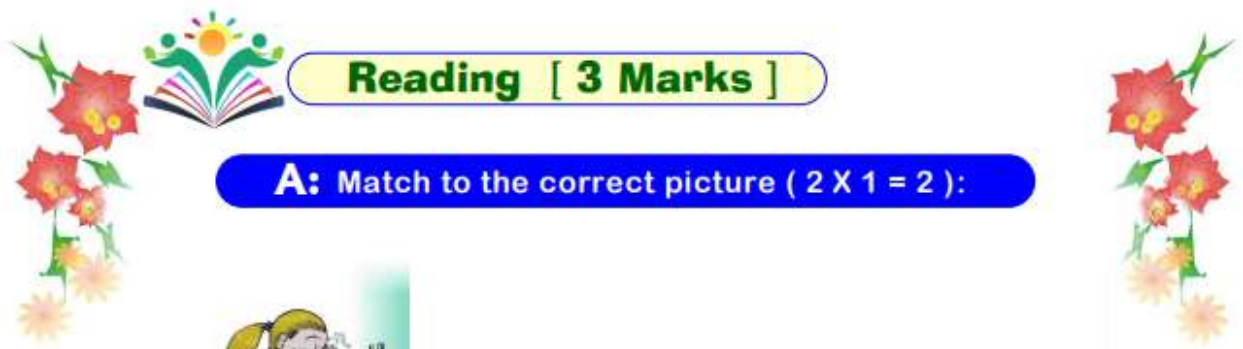 Reading [ 3 Marks ]
A: Match to the correct picture ( 2 X 1 = 2 ):